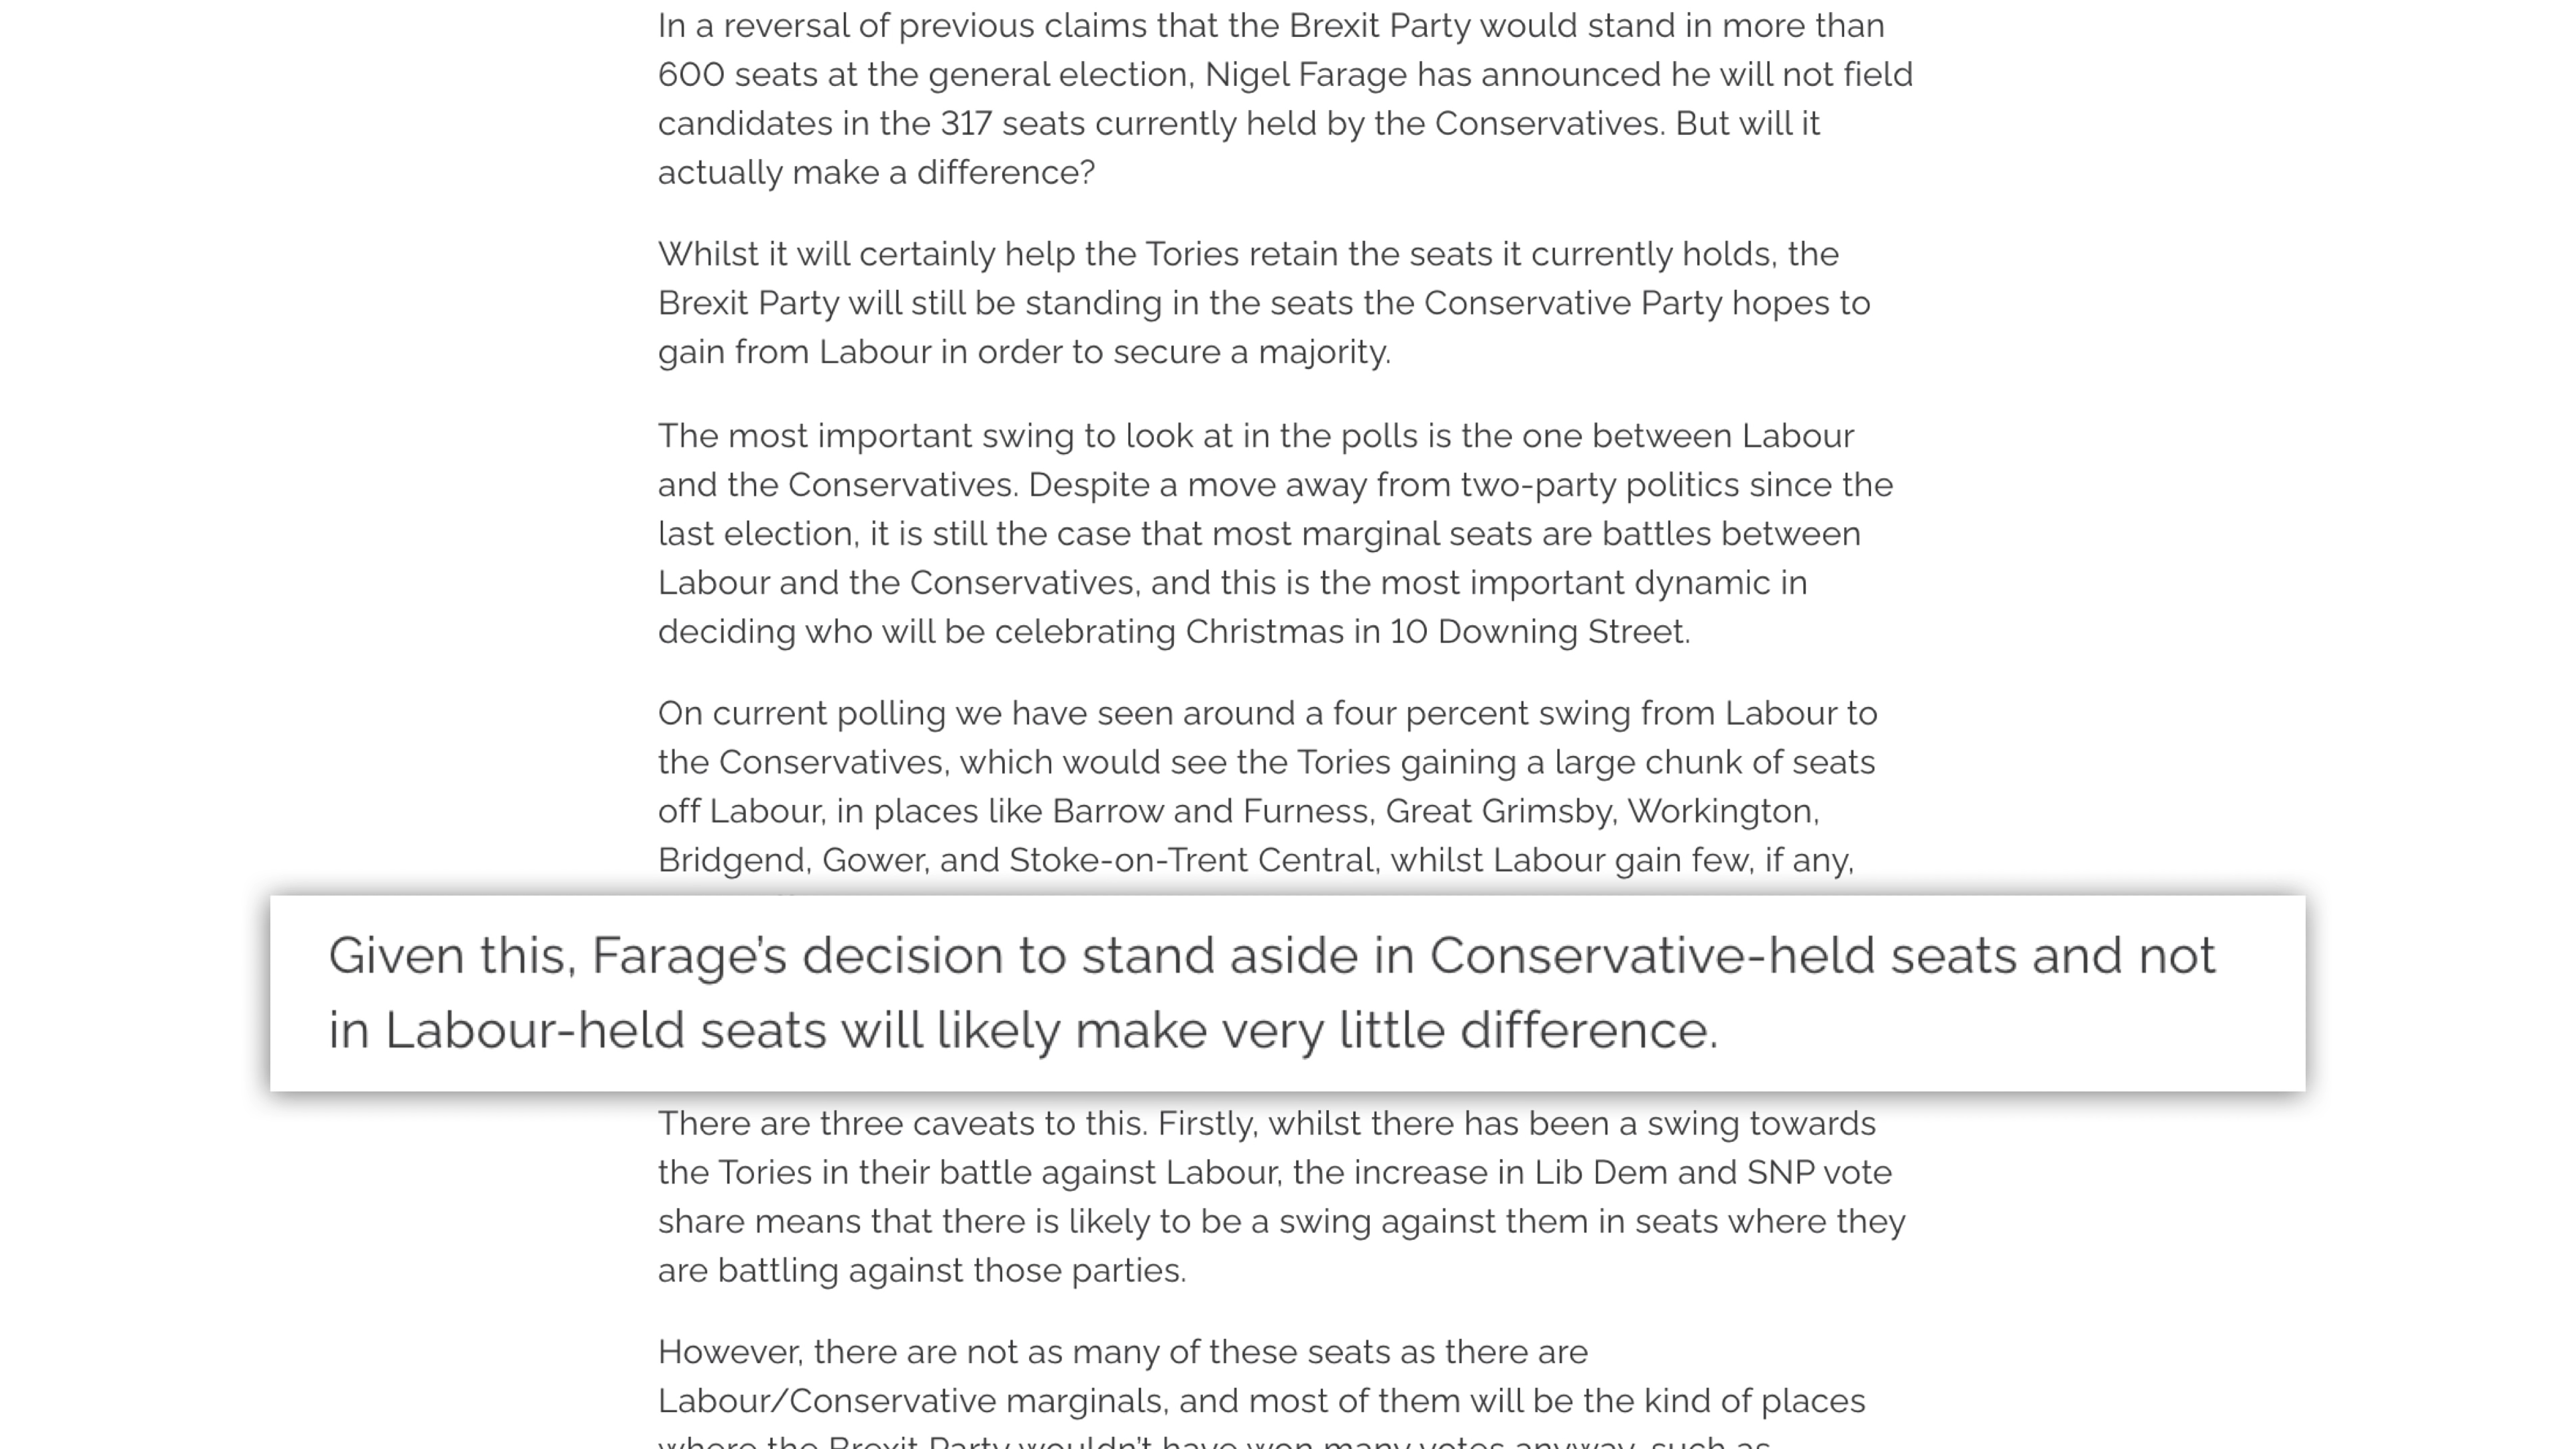 In a reversal of previous claims that the Brexit Party would stand in more than
600 seats at the general election, Nigel Farage has announced he will not field
candidates in the 317 seats currently held by the Conservatives. But will it
actually make a difference?
Whilst it will certainly help the Tories retain the seats it currently holds, the
Brexit Party will still be standing in the seats the Conservative Party hopes to
gain from Labour in order to secure a majority.
The most important swing to look at in the polls is the one between Labour
and the Conservatives. Despite a move away from two-party politics since the
last election, it is still the case that most marginal seats are battles between
Labour and the Conservatives, and this is the most important dynamic in
deciding who will be celebrating Christmas in 10 Downing Street.
On current polling we have seen around a four percent swing from Labour to
the Conservatives, which would see the Tories gaining a large chunk of seats
off Labour, in places like Barrow and Furness, Great Grimsby, Workington,
Bridgend, Gower, and Stoke-on-Trent Central, whilst Labour gain few, if any,
Given this, Farage’s decision to stand aside in Conservative-held seats and not
in Labour-held seats will likely make very little difference.
There are three caveats to this. Firstly, whilst there has been a swing towards
the Tories in their battle against Labour, the increase in Lib Dem and SNP vote
share means that there is likely to be a swing against them in seats where they
are battling against those parties.
However, there are not as many of these seats as there are
Labour/Conservative marginals, and most of them will be the kind of places
where the Brexit Party wouldn’t have won many votes anyway, such as